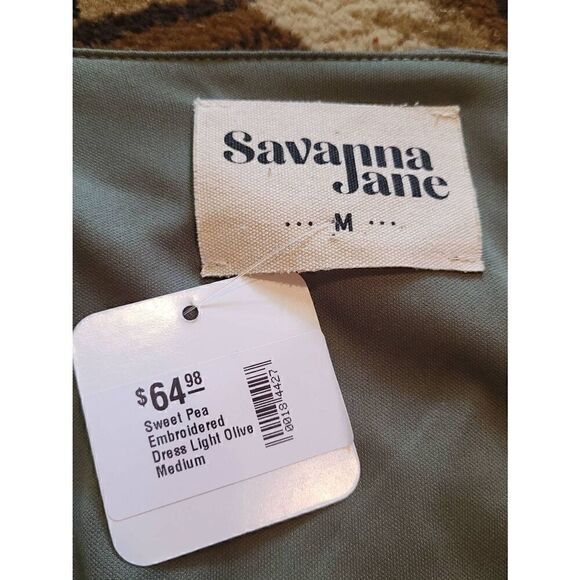 Savanna
Jane
... M ...
$64.98
Sweet Pea
Embroidered
Dress Light Olive
Medium
00184427